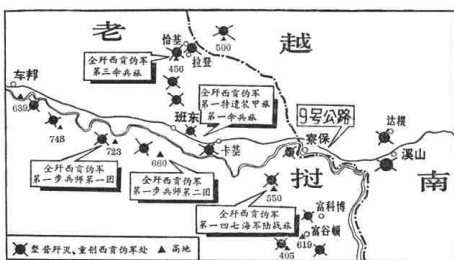 老
越
500
恰基
拉登
456
全歼西贡伪军
第三伞兵旅
车邦
639
全歼西贡伪军
第一特遣装甲旅
第一伞兵旅
9号公路
班东
748
723
卡基
寮保
达根
溪山
660
全歼西贡伪军
第一步兵师第一团
全歼西贡伪军
第一步兵师第二团
挝
南
550
全歼西贡伪军
第一四七海军陆战旅
富科博
富谷顿
619
405
整营歼灭、重创西贡伪军处
高地